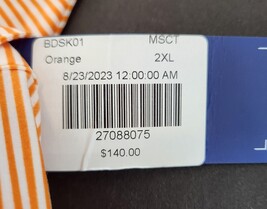 BDSK01 MSCT
Orange 2XL
8/23/2023 12:00:00 AM
27088075
$140.00